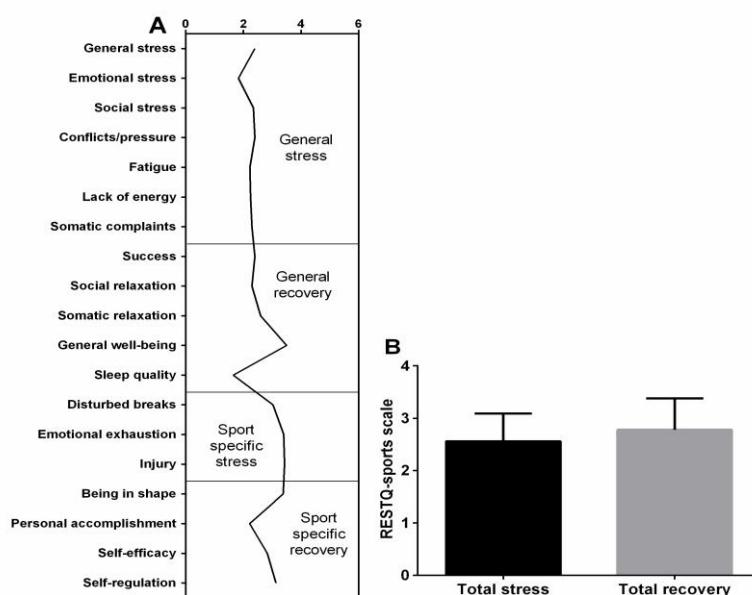 A
0 2 4 6
General stress
Emotional stress
Social stress
Conflicts/pressure
Fatigue
Lack of energy
Somatic complaints
General
stress
Success
Social relaxation
Somatic relaxation
General well-being
Sleep quality
General
recovery
Disturbed breaks
Emotional exhaustion
Injury
Sport
specific
stress
Being in shape
Personal accomplishment
Self-efficacy
Self-regulation
Sport
specific
recovery
B
RESTQ-sports scale
4
3
2
1
0
Total stress Total recovery